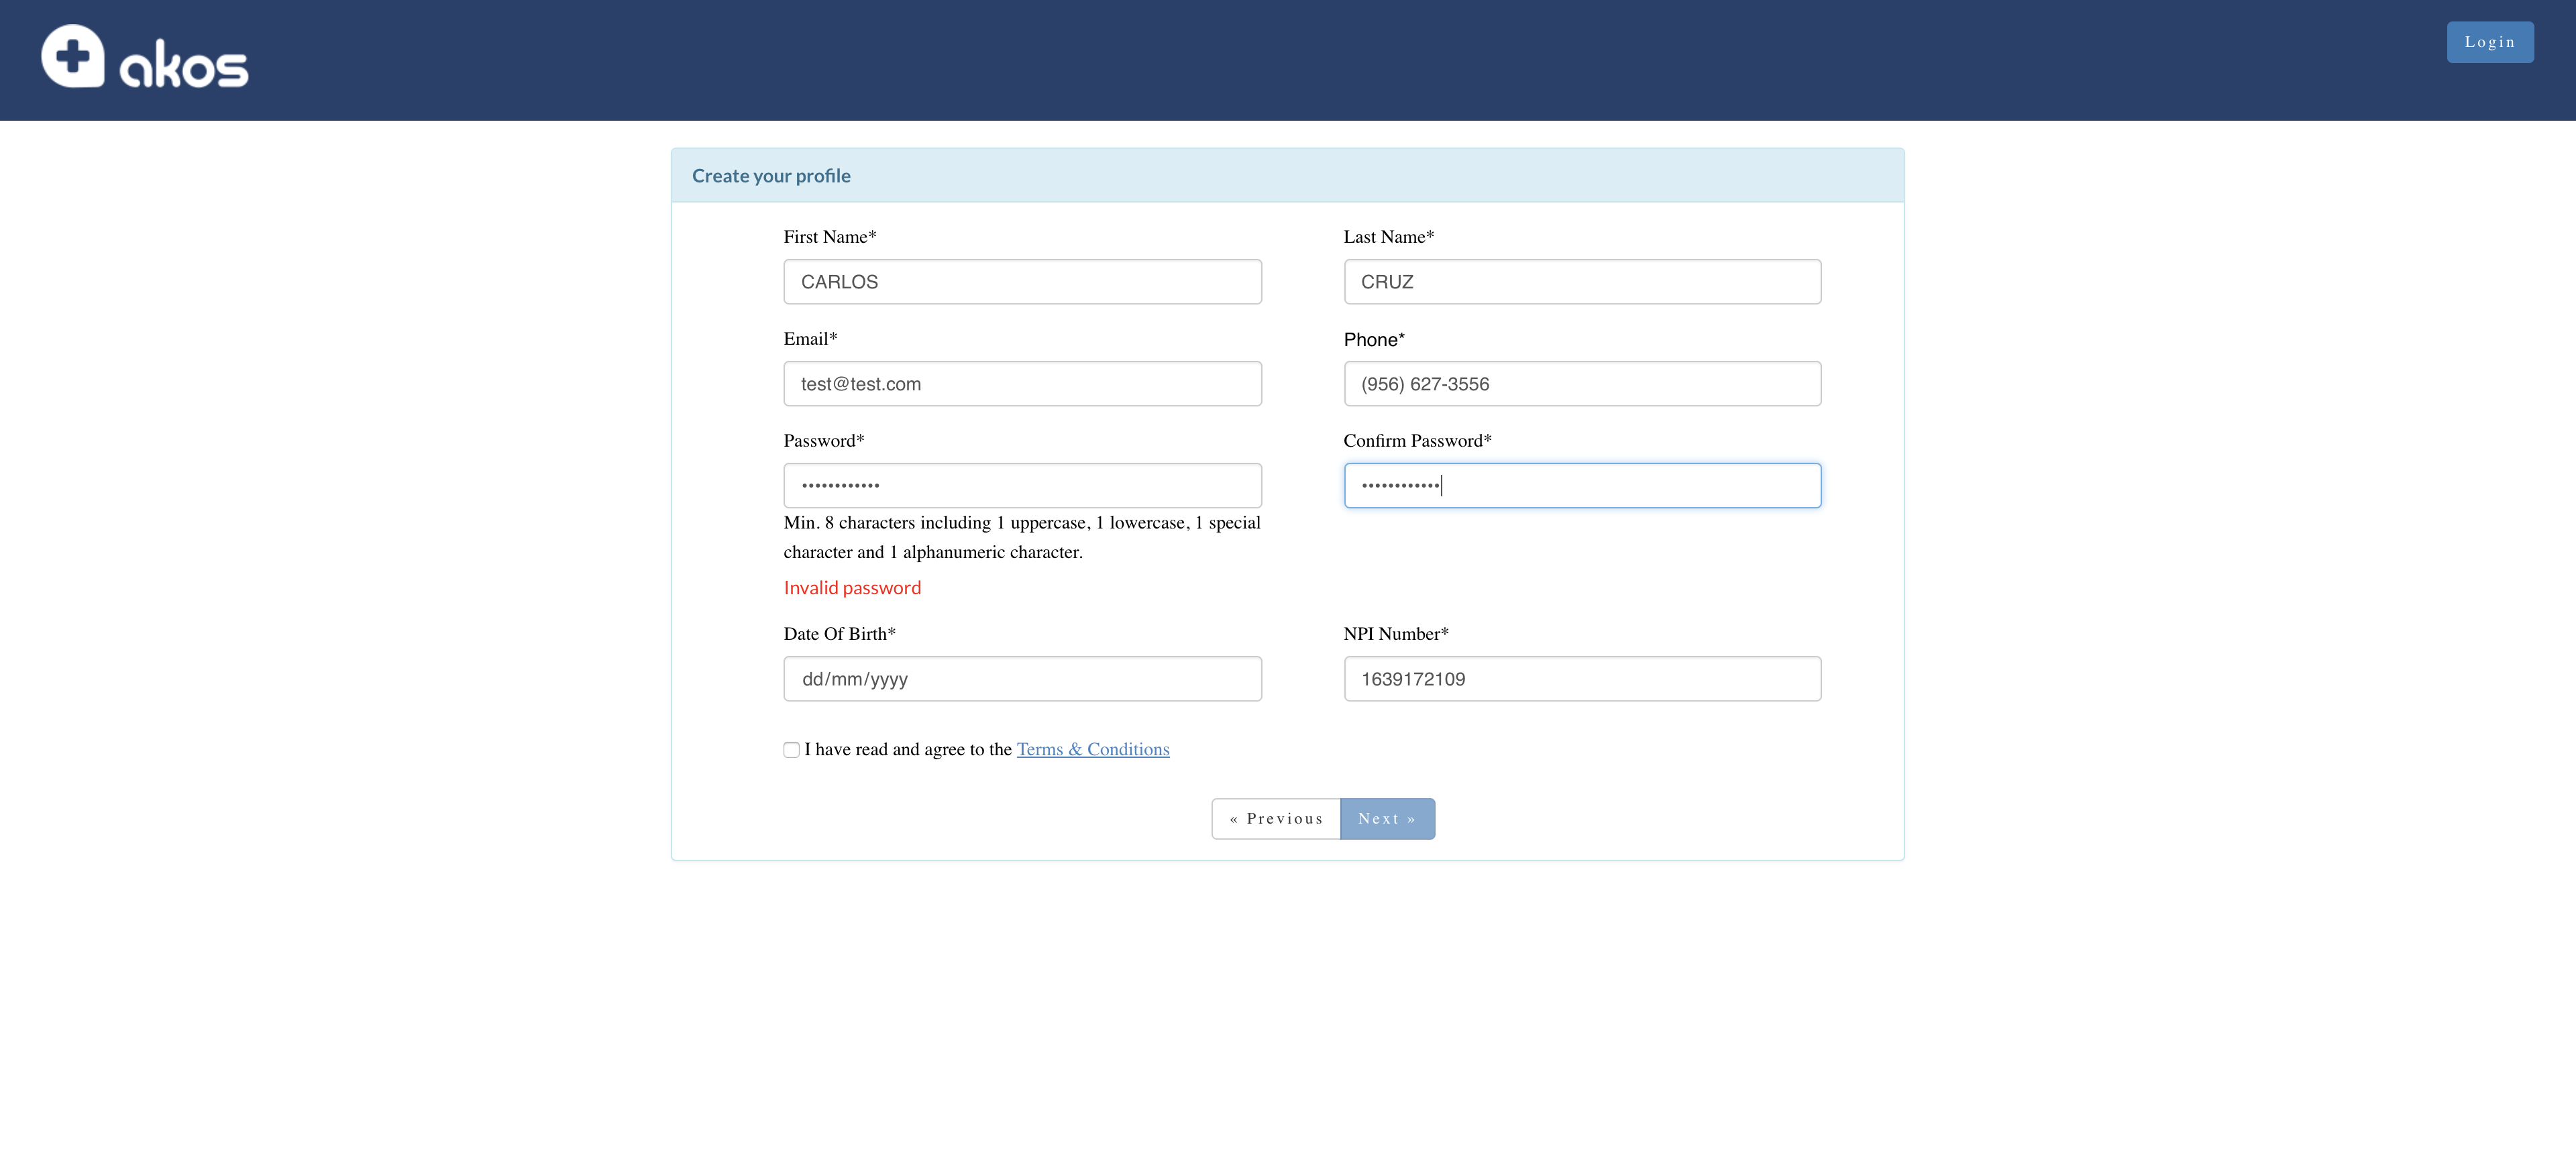 akos
Login
Create your profile
First Name*
Last Name*
CARLOS
CRUZ
Email*
Phone*
test@test.com
(956) 627-3556
Password*
Confirm Password*
••••••••••••
••••••••••••
Min. 8 characters including 1 uppercase, 1 lowercase, 1 special
character and 1 alphanumeric character.
Invalid password
Date Of Birth*
NPI Number*
dd/mm/yyyy
1639172109
I have read and agree to the Terms & Conditions
« Previous
Next »